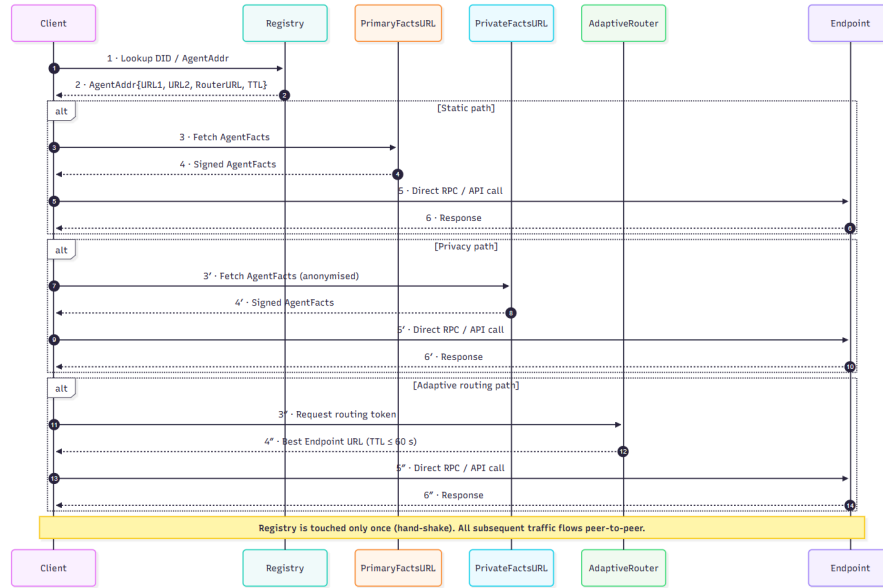 Client
Registry
PrimaryFactsURL
PrivateFactsURL
AdaptiveRouter
Endpoint
1 · Lookup DID / AgentAddr
1
2 · AgentAddr{URL1, URL2, RouterURL, TTL}
2
alt
[Static path]
3 · Fetch AgentFacts
3
4 · Signed AgentFacts
4
5 · Direct RPC / API call
5
6 · Response
6
alt
[Privacy path]
3′ · Fetch AgentFacts (anonymised)
7
4′ · Signed AgentFacts
8
5′ · Direct RPC / API call
9
6′ · Response
10
alt
[Adaptive routing path]
3″ · Request routing token
11
4″ · Best Endpoint URL (TTL ≤ 60 s)
12
5″ · Direct RPC / API call
13
6″ · Response
14
Registry is touched only once (hand-shake). All subsequent traffic flows peer-to-peer.
Client
Registry
PrimaryFactsURL
PrivateFactsURL
AdaptiveRouter
Endpoint